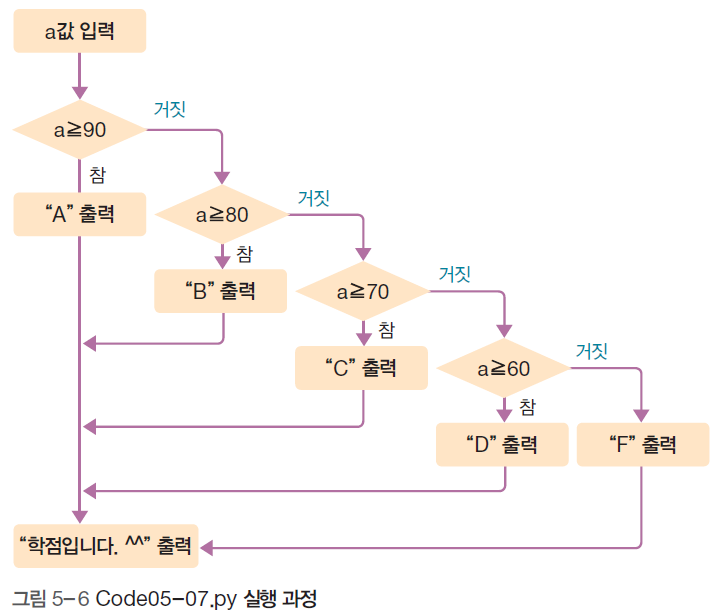 a값 입력
a≧90
거짓
참
“A” 출력
a≧80
거짓
참
“B” 출력
a≧70
거짓
참
“C” 출력
a≧60
거짓
참
“D” 출력
“F” 출력
“학점입니다. ^^” 출력
그림 5-6 Code05-07.py 실행 과정